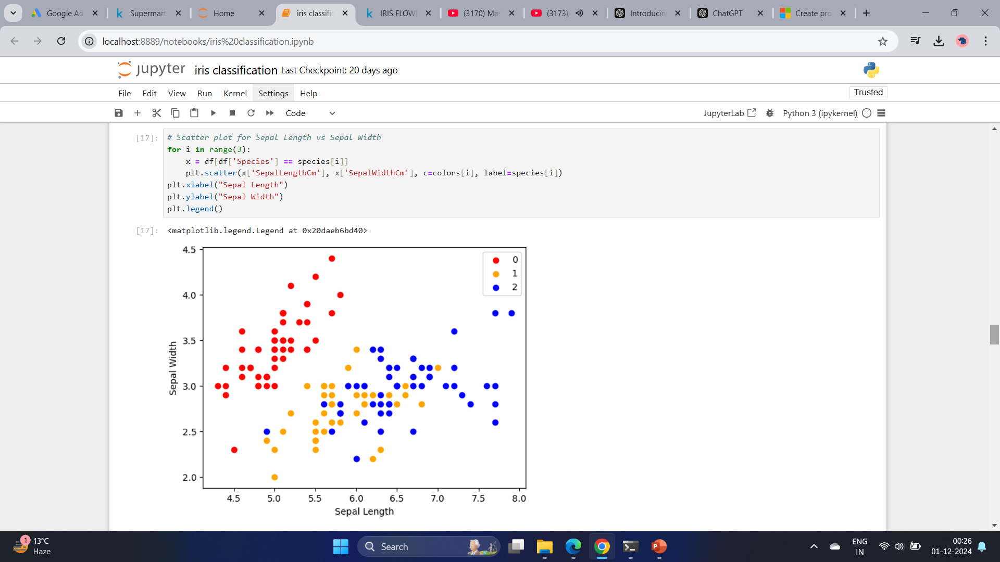 Google Ad
Supermart
Home
iris classific
IRIS FLOW
(3170) Mar
(3173)
Introducin
ChatGPT
Create pro
localhost:8889/notebooks/iris%20classification.ipynb
jupyter iris classification Last Checkpoint: 20 days ago
File Edit View Run Kernel Settings Help
Trusted
Code
JupyterLab
Python 3 (ipykernel)
[17]:
# Scatter plot for Sepal Length vs Sepal Width
for i in range(3):
    x = df[df['Species'] == species[i]]
    plt.scatter(x['SepalLengthCm'], x['SepalWidthCm'], c=colors[i], label=species[i])
plt.xlabel("Sepal Length")
plt.ylabel("Sepal Width")
plt.legend()
[17]: <matplotlib.legend.Legend at 0x20daeb6bd40>
4.5
4.0
3.5
3.0
2.5
2.0
Sepal Width
0
1
2
4.5 5.0 5.5 6.0 6.5 7.0 7.5 8.0
Sepal Length
1
13°C
Haze
Search
P
ENG
IN
00:26
01-12-2024